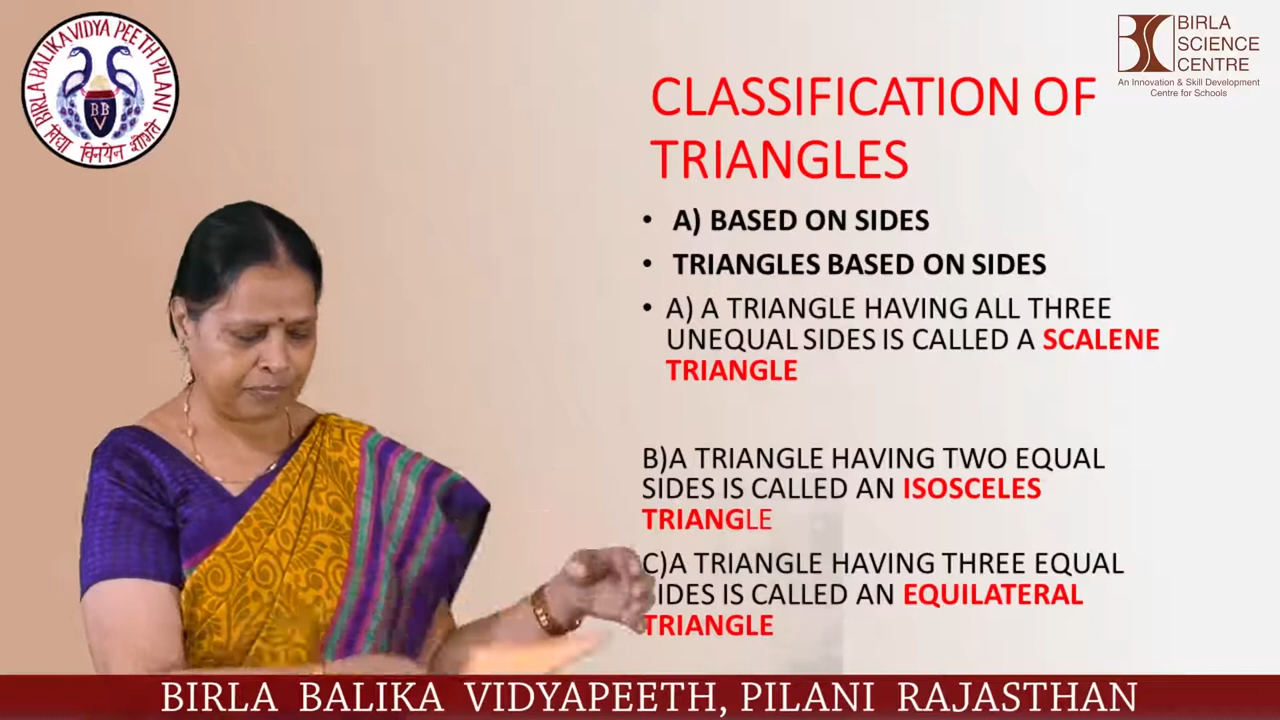 BIRLA BALIKA VIDYA PEETH PILANI
BB
V
विद्या विनयेन शोभते
BIRLA
SCIENCE
CENTRE
An Innovation & Skill Development
Centre for Schools
CLASSIFICATION OF
TRIANGLES
• A) BASED ON SIDES
• TRIANGLES BASED ON SIDES
• A) A TRIANGLE HAVING ALL THREE
UNEQUAL SIDES IS CALLED A SCALENE
TRIANGLE
B)A TRIANGLE HAVING TWO EQUAL
SIDES IS CALLED AN ISOSCELES
TRIANGLE
C)A TRIANGLE HAVING THREE EQUAL
IDES IS CALLED AN EQUILATERAL
TRIANGLE
BIRLA BALIKA VIDYAPEETH, PILANI RAJASTHAN